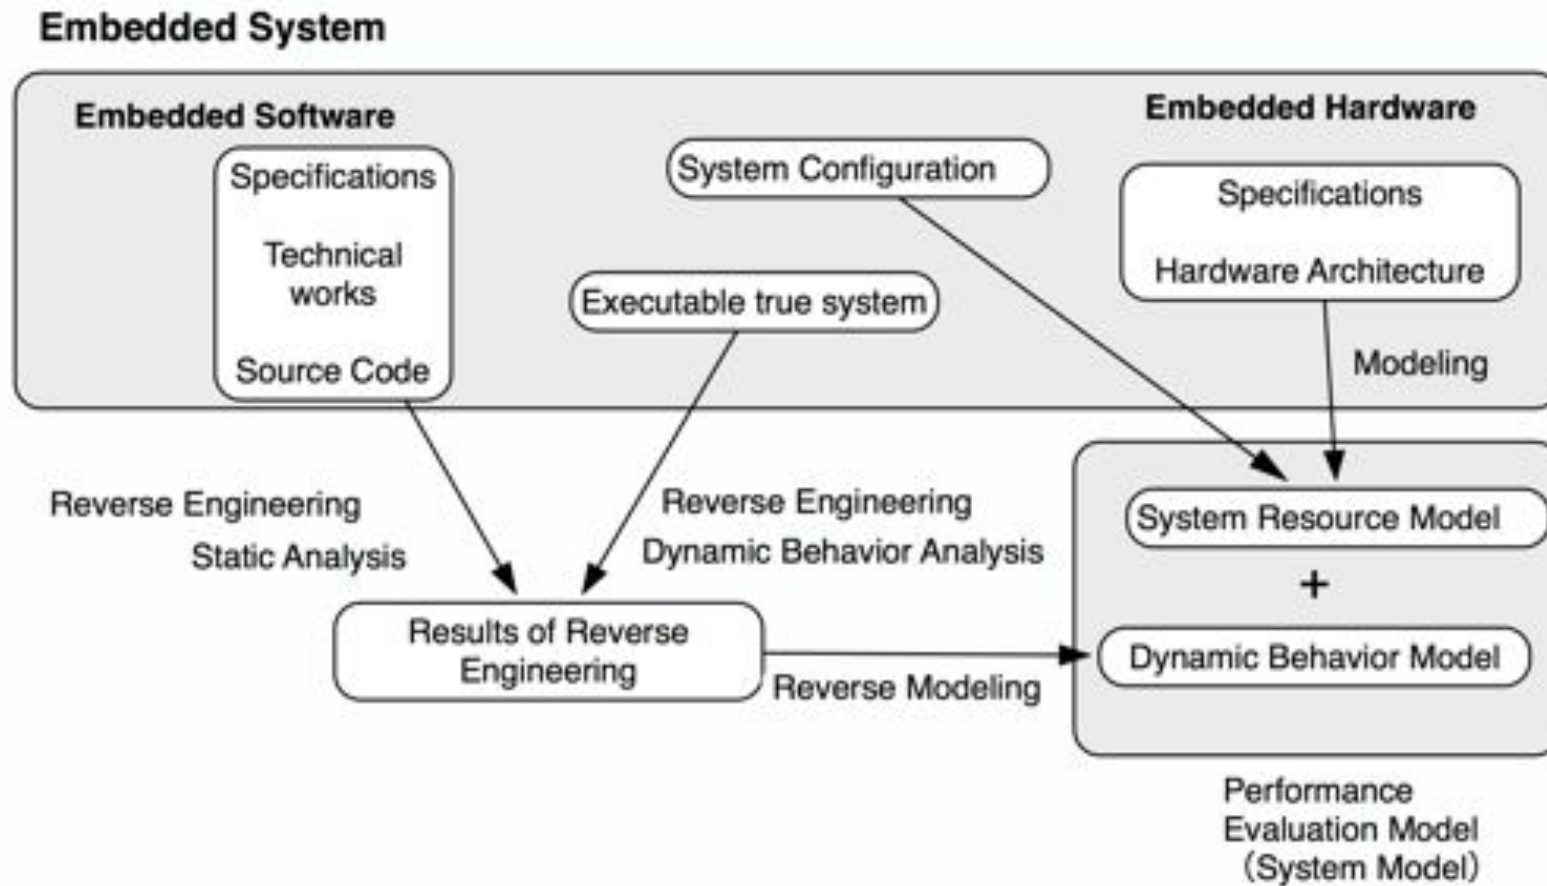 Embedded System
Embedded Software
Embedded Hardware
Specifications
Technical
works
Source Code
System Configuration
Executable true system
Specifications
Hardware Architecture
Modeling
Reverse Engineering
Static Analysis
Reverse Engineering
Dynamic Behavior Analysis
System Resource Model
+
Dynamic Behavior Model
Results of Reverse
Engineering
Reverse Modeling
Performance
Evaluation Model
（System Model）